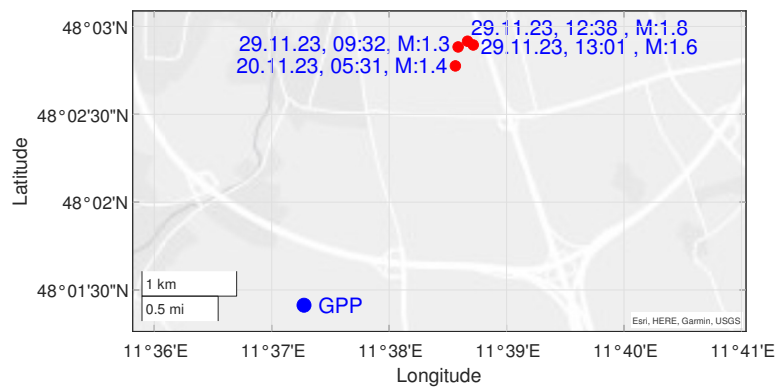 48°03'N
29.11.23, 12:38 , M:1.8
29.11.23, 09:32, M:1.3
29.11.23, 13:01 , M:1.6
20.11.23, 05:31, M:1.4
48°02'30"N
Latitude
48°02'N
48°01'30"N
1 km
0.5 mi
GPP
Esri, HERE, Garmin, USGS
11°36'E 11°37'E 11°38'E 11°39'E 11°40'E 11°41'E
Longitude